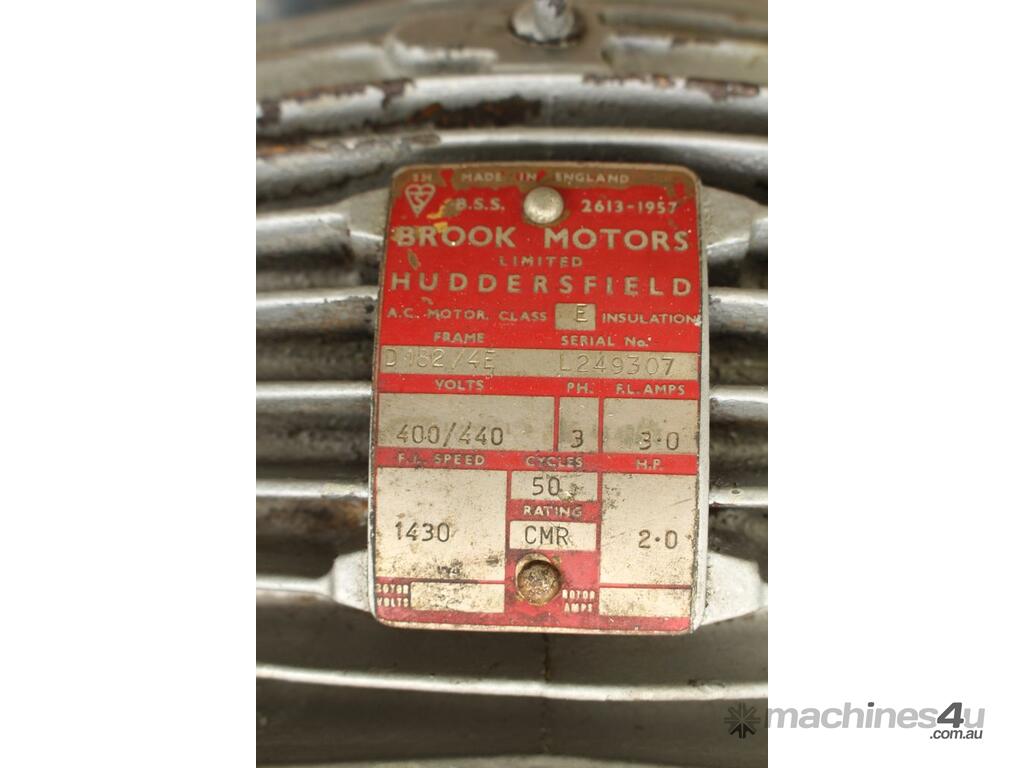 MADE IN ENGLAND
B.S.S. 2613-1957
BROOK MOTORS
LIMITED
HUDDERSFIELD
A.C. MOTOR. CLASS E INSULATION
FRAME SERIAL No.
D182/4E L249307
VOLTS PH. F.L. AMPS
400/440 3 3.0
F.L. SPEED CYCLES H.P.
50
RATING
1430 CMR 2.0
ROTOR VOLTS
ROTOR AMPS
machines4u
.com.au